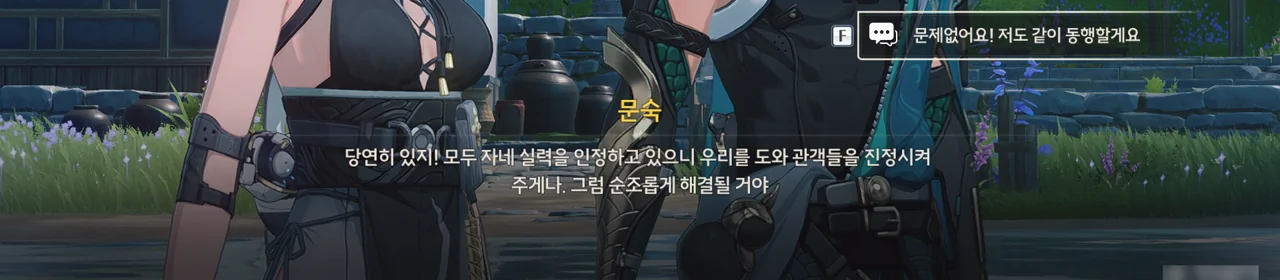 F 문제없어요! 저도 같이 동행할게요
문숙
당연히 있지! 모두 자네 실력을 인정하고 있으니 우리를 도와 관객들을 진정시켜
주게나. 그럼 순조롭게 해결될 거야